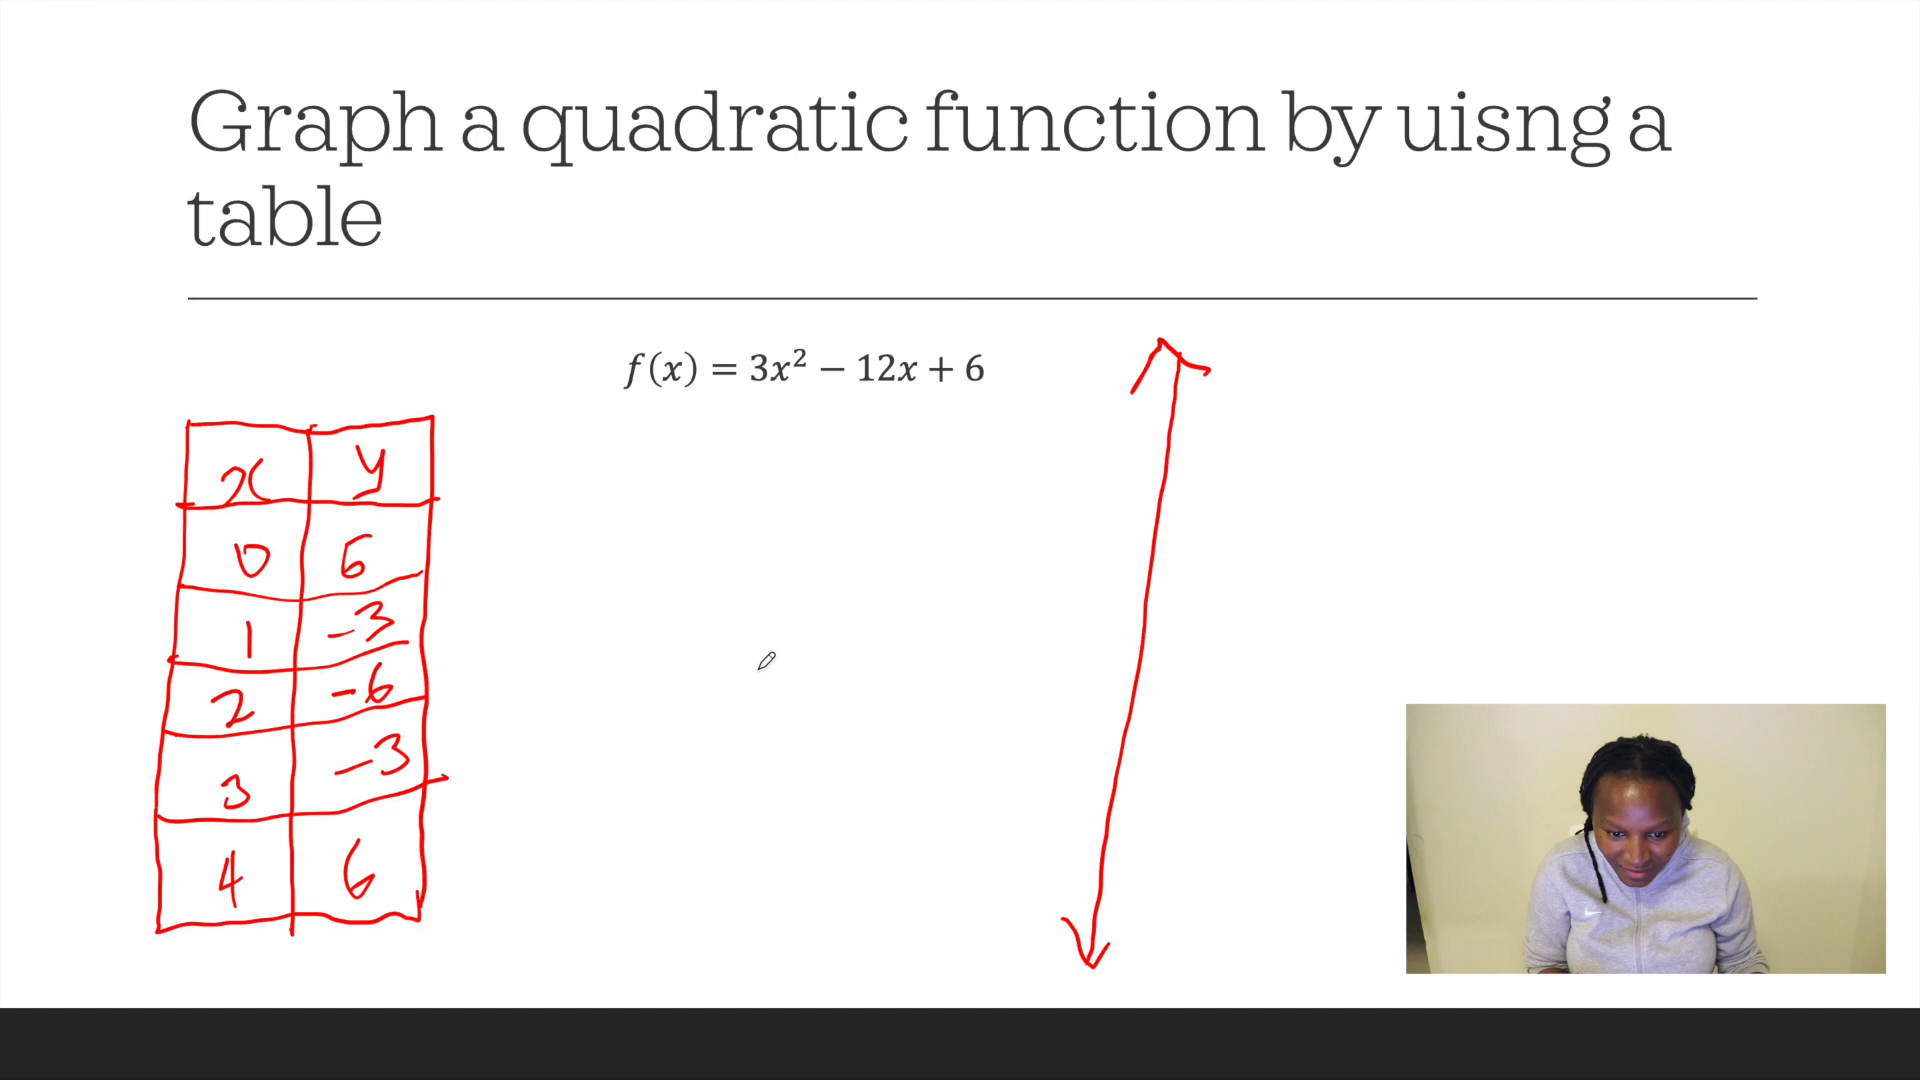 Graph a quadratic function by uisng a
table
f(x) = 3x² − 12x + 6
x y
0 6
1 -3
2 -6
3 -3
4 6